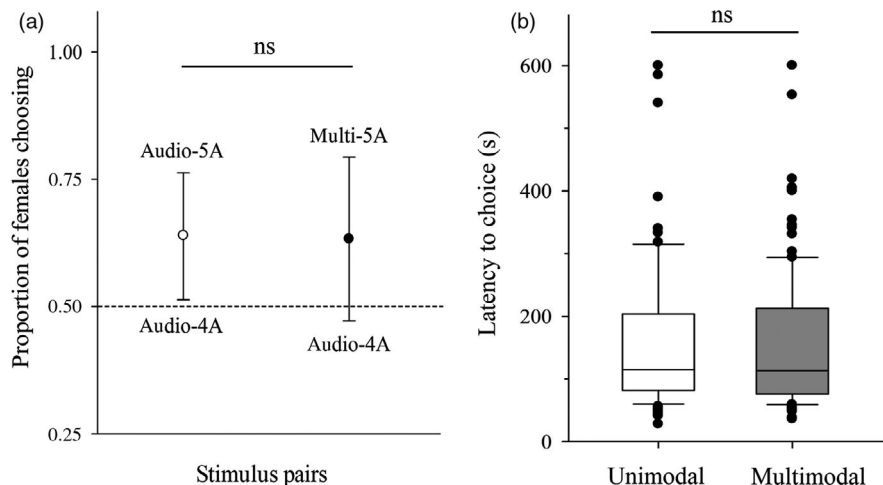 (a)
ns
1.00
Audio-5A
Multi-5A
0.75
0.50
Audio-4A
Audio-4A
0.25
Proportion of females choosing
Stimulus pairs
(b)
ns
600
400
200
0
Latency to choice (s)
Unimodal
Multimodal